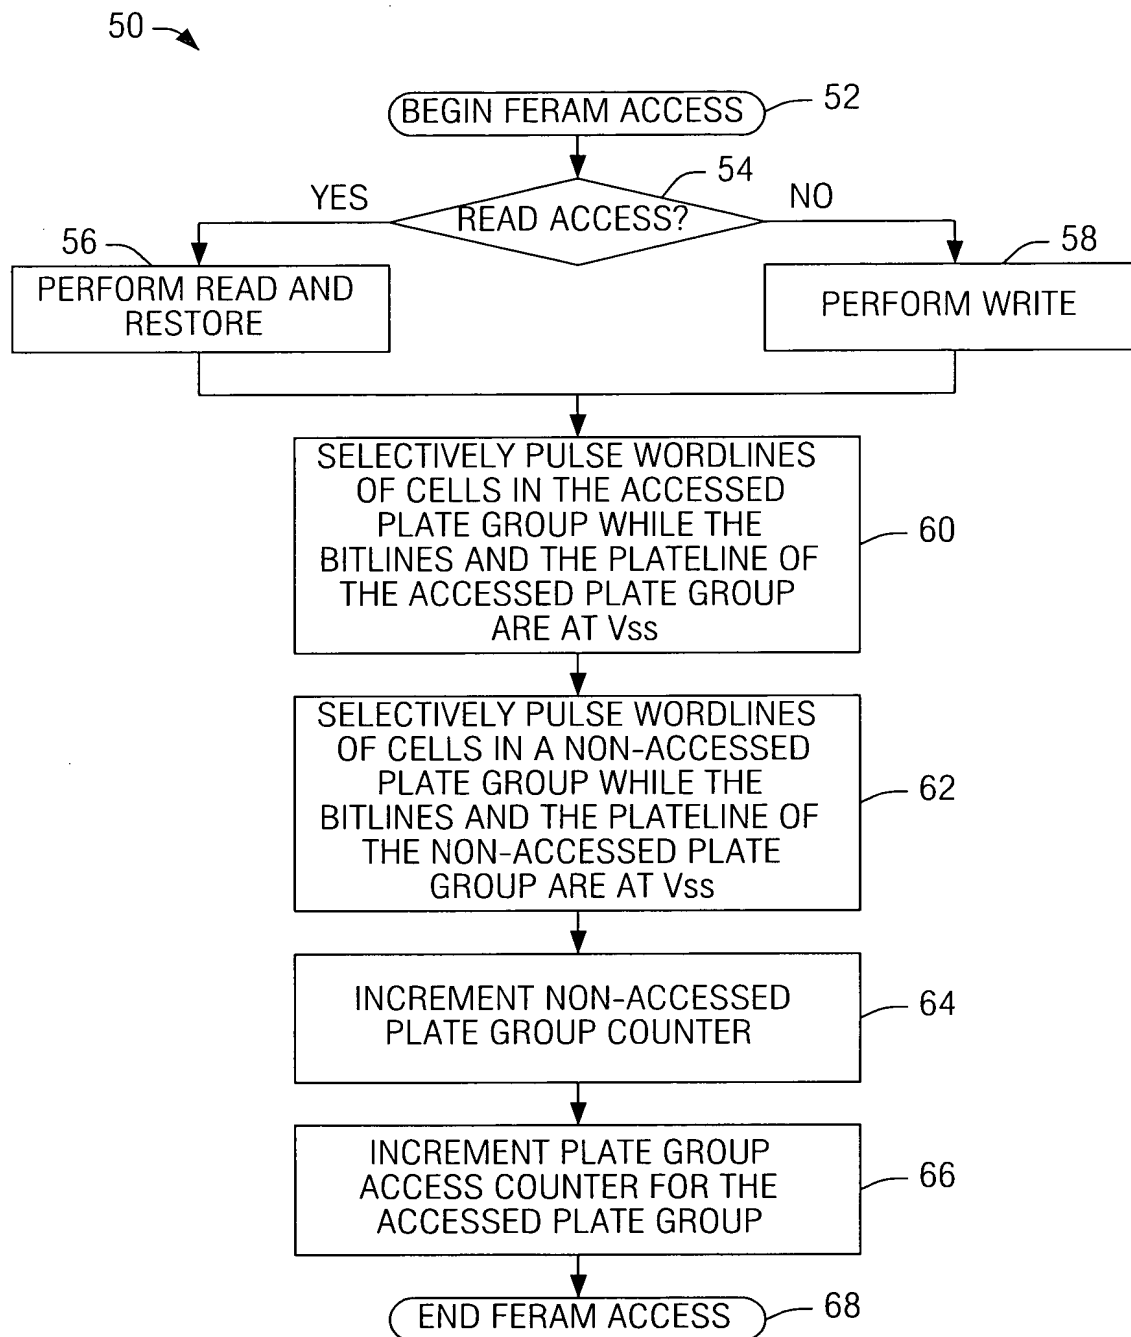 50
BEGIN FERAM ACCESS
52
54
YES
READ ACCESS?
NO
56
58
PERFORM READ AND
RESTORE
PERFORM WRITE
SELECTIVELY PULSE WORDLINES
OF CELLS IN THE ACCESSED
PLATE GROUP WHILE THE
BITLINES AND THE PLATELINE OF
THE ACCESSED PLATE GROUP
ARE AT Vss
60
SELECTIVELY PULSE WORDLINES
OF CELLS IN A NON-ACCESSED
PLATE GROUP WHILE THE
BITLINES AND THE PLATELINE OF
THE NON-ACCESSED PLATE
GROUP ARE AT Vss
62
INCREMENT NON-ACCESSED
PLATE GROUP COUNTER
64
INCREMENT PLATE GROUP
ACCESS COUNTER FOR THE
ACCESSED PLATE GROUP
66
END FERAM ACCESS
68